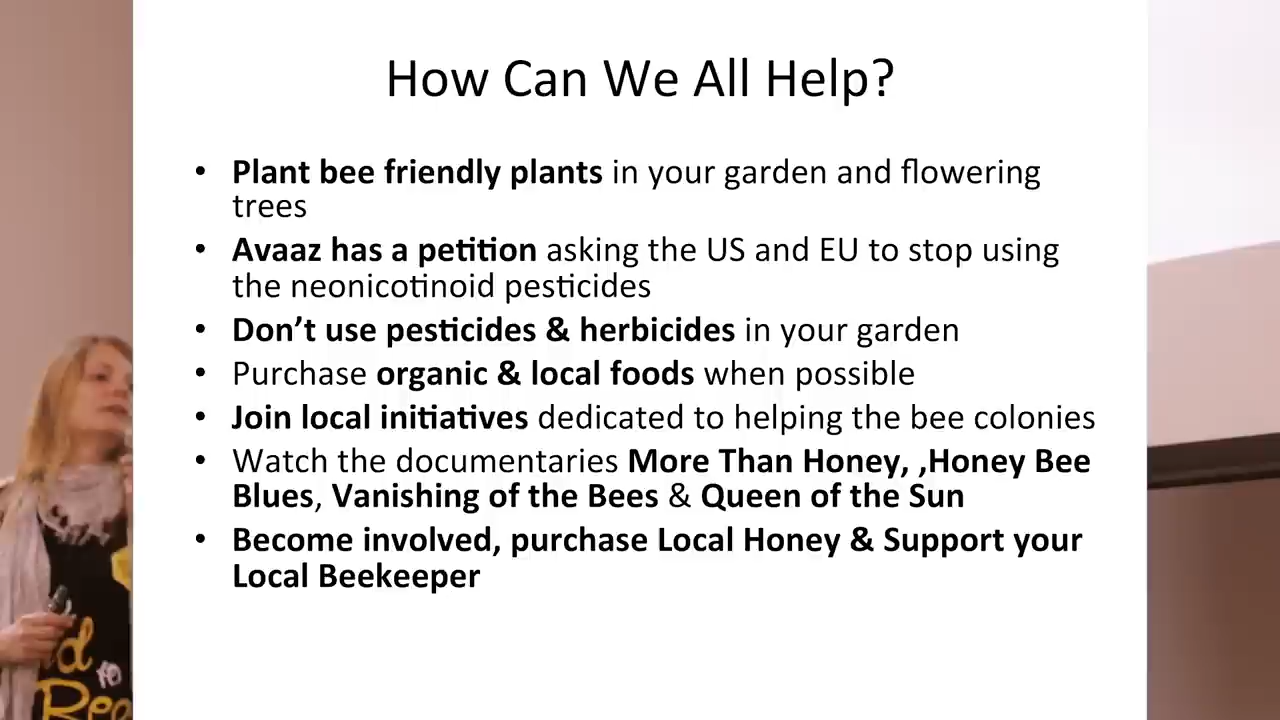 How Can We All Help?
• Plant bee friendly plants in your garden and flowering
trees
• Avaaz has a petition asking the US and EU to stop using
the neonicotinoid pesticides
• Don’t use pesticides & herbicides in your garden
• Purchase organic & local foods when possible
• Join local initiatives dedicated to helping the bee colonies
• Watch the documentaries More Than Honey, ,Honey Bee
Blues, Vanishing of the Bees & Queen of the Sun
• Become involved, purchase Local Honey & Support your
Local Beekeeper